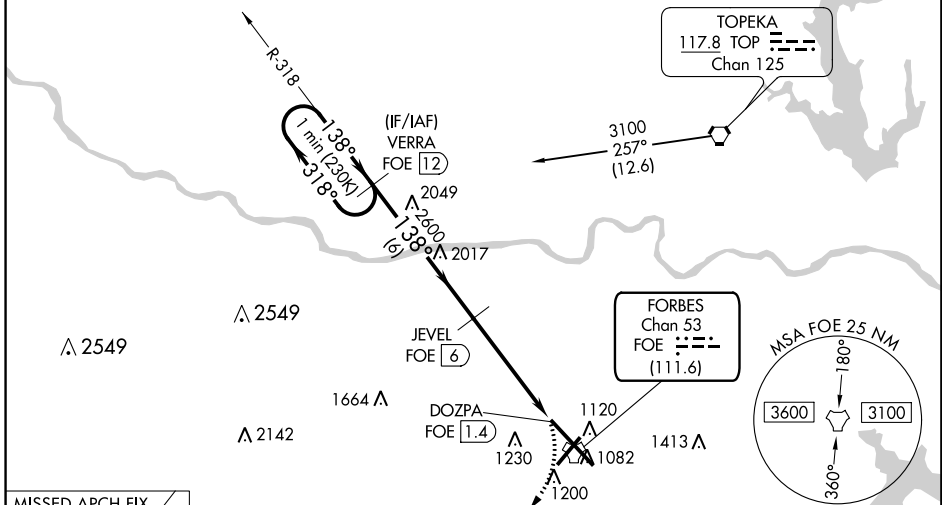 TOPEKA
117.8 TOP
Chan 125
R-318
3100
257°
(12.6)
138°
1 min (230K)
318°
(IF/IAF)
VERRA
FOE 12
2049
2600
138°
(6)
2017
2549
2549
JEVEL
FOE 6
FORBES
Chan 53
FOE
(111.6)
MSA FOE 25 NM
180°
3600
3100
360°
1664
DOZPA
FOE 1.4
1120
2142
1230
1082
1413
1200
MISSED APCH FIX